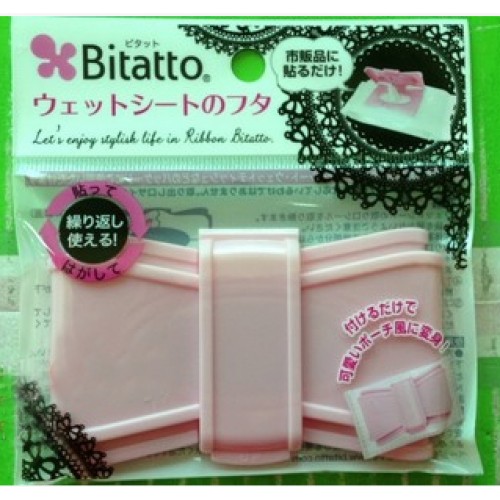 ビタット
Bitatto®
市販品に
貼るだけ!
ウェットシートのフタ
Let's enjoy stylish life in Ribbon Bitatto.
貼って
繰り返し
使える!
はがして
付けるだけで
可愛いポーチ風に変身!
www.bitatto.com